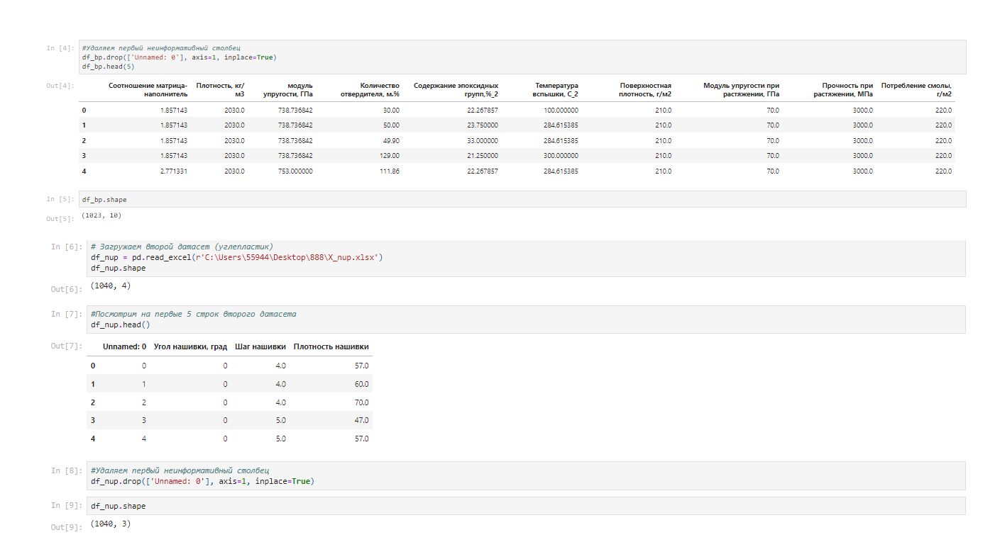 In [4]: #Удаляем первый неинформативный столбец
df_bp.drop(['Unnamed: 0'], axis=1, inplace=True)
df_bp.head(5)
Out[4]: Соотношение матрица- Плотность, кг/ модуль Количество Содержание эпоксидных Температура Поверхностная Модуль упругости при Прочность при Потребление смолы,
наполнитель м3 упругости, ГПа отвердителя, м.% групп,%_2 вспышки, С_2 плотность, г/м2 растяжении, ГПа растяжении, МПа г/м2
0 1.857143 2030.0 738.736842 30.00 22.267857 100.000000 210.0 70.0 3000.0 220.0
1 1.857143 2030.0 738.736842 50.00 23.750000 284.615385 210.0 70.0 3000.0 220.0
2 1.857143 2030.0 738.736842 49.90 33.000000 284.615385 210.0 70.0 3000.0 220.0
3 1.857143 2030.0 738.736842 129.00 21.250000 300.000000 210.0 70.0 3000.0 220.0
4 2.771331 2030.0 753.000000 111.86 22.267857 284.615385 210.0 70.0 3000.0 220.0
In [5]: df_bp.shape
Out[5]: (1023, 10)
In [6]: # Загружаем второй датасет (углепластик)
df_nup = pd.read_excel(r'C:\Users\55944\Desktop\888\X_nup.xlsx')
df_nup.shape
Out[6]: (1040, 4)
In [7]: #Посмотрим на первые 5 строк второго датасета
df_nup.head()
Out[7]: Unnamed: 0 Угол нашивки, град Шаг нашивки Плотность нашивки
0 0 0 4.0 57.0
1 1 0 4.0 60.0
2 2 0 4.0 70.0
3 3 0 5.0 47.0
4 4 0 5.0 57.0
In [8]: #Удаляем первый неинформативный столбец
df_nup.drop(['Unnamed: 0'], axis=1, inplace=True)
In [9]: df_nup.shape
Out[9]: (1040, 3)